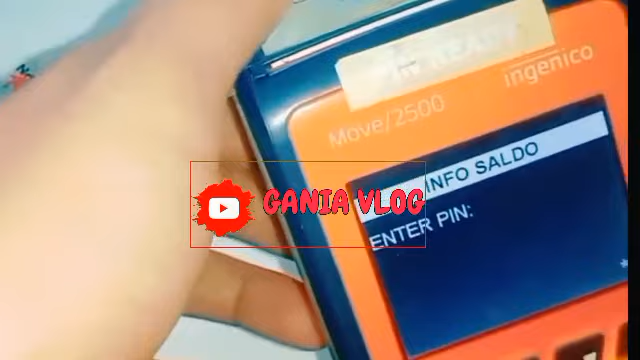 ingenico
Move/2500
INFO SALDO
GANIA VLOG
ENTER PIN:
*